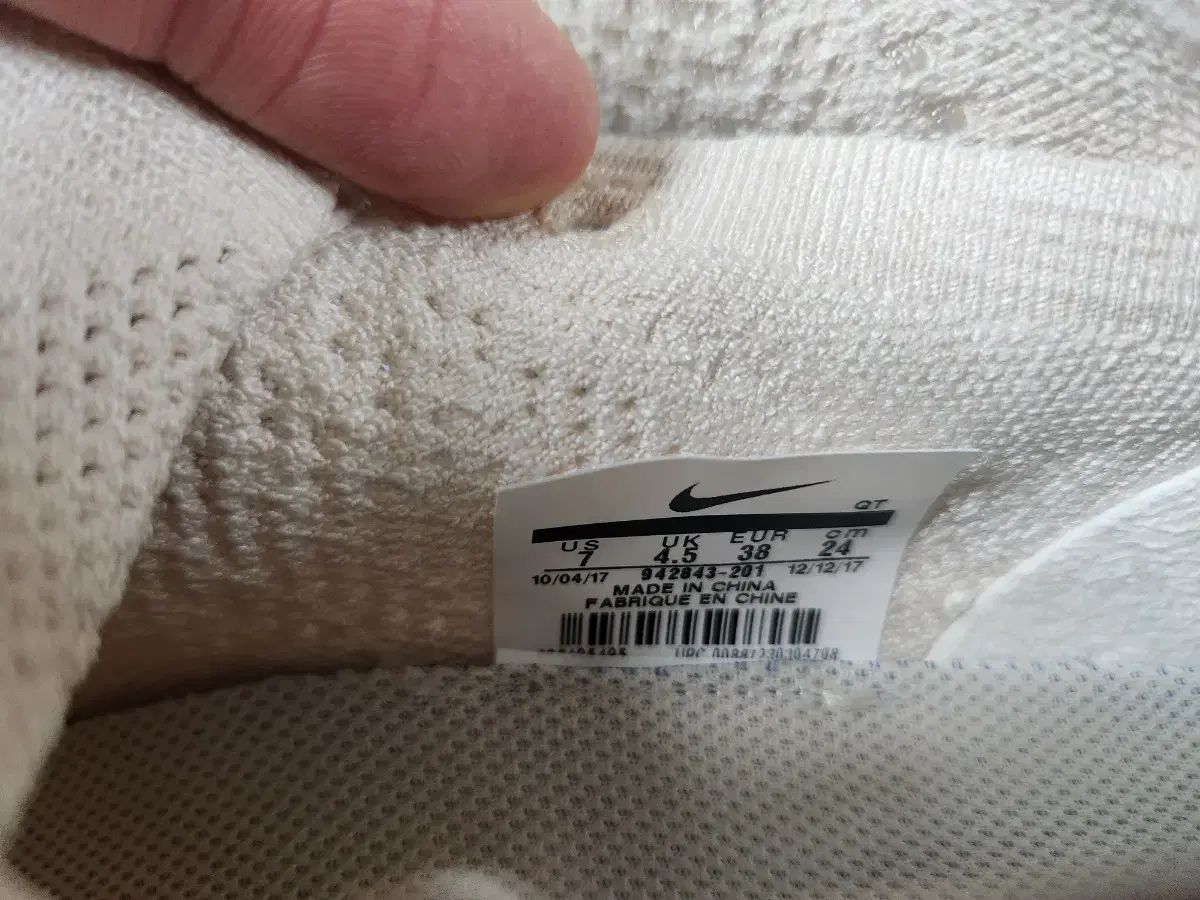 QT
US UK EUR cm
7 4.5 38 24
10/04/17 942843-201 12/12/17
MADE IN CHINA
FABRIQUE EN CHINE
UPC